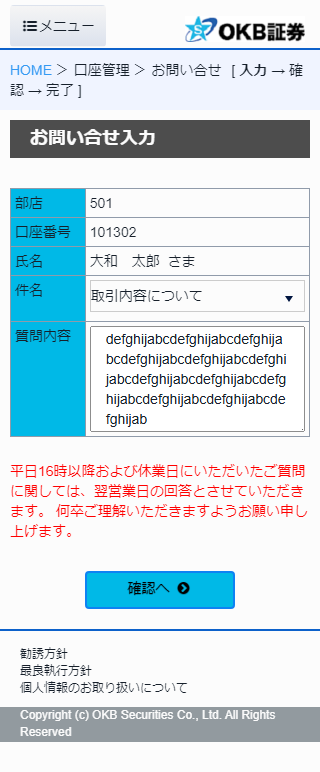 メニュー
OKB証券
HOME ＞ 口座管理 ＞ お問い合せ [ 入力 → 確
認 → 完了 ]
お問い合せ入力
部店 501
口座番号 101302
氏名 大和　太郎 さま
件名 取引内容について
質問内容 defghijabcdefghijabcdefghija
bcdefghijabcdefghijabcdefghi
jabcdefghijabcdefghijabcdefg
hijabcdefghijabcdefghijabcde
fghijab
平日16時以降および休業日にいただいたご質問
に関しては、翌営業日の回答とさせていただき
ます。 何卒ご理解いただきますようお願い申し
上げます。
確認へ
勧誘方針
最良執行方針
個人情報のお取り扱いについて
Copyright (c) OKB Securities Co., Ltd. All Rights
Reserved